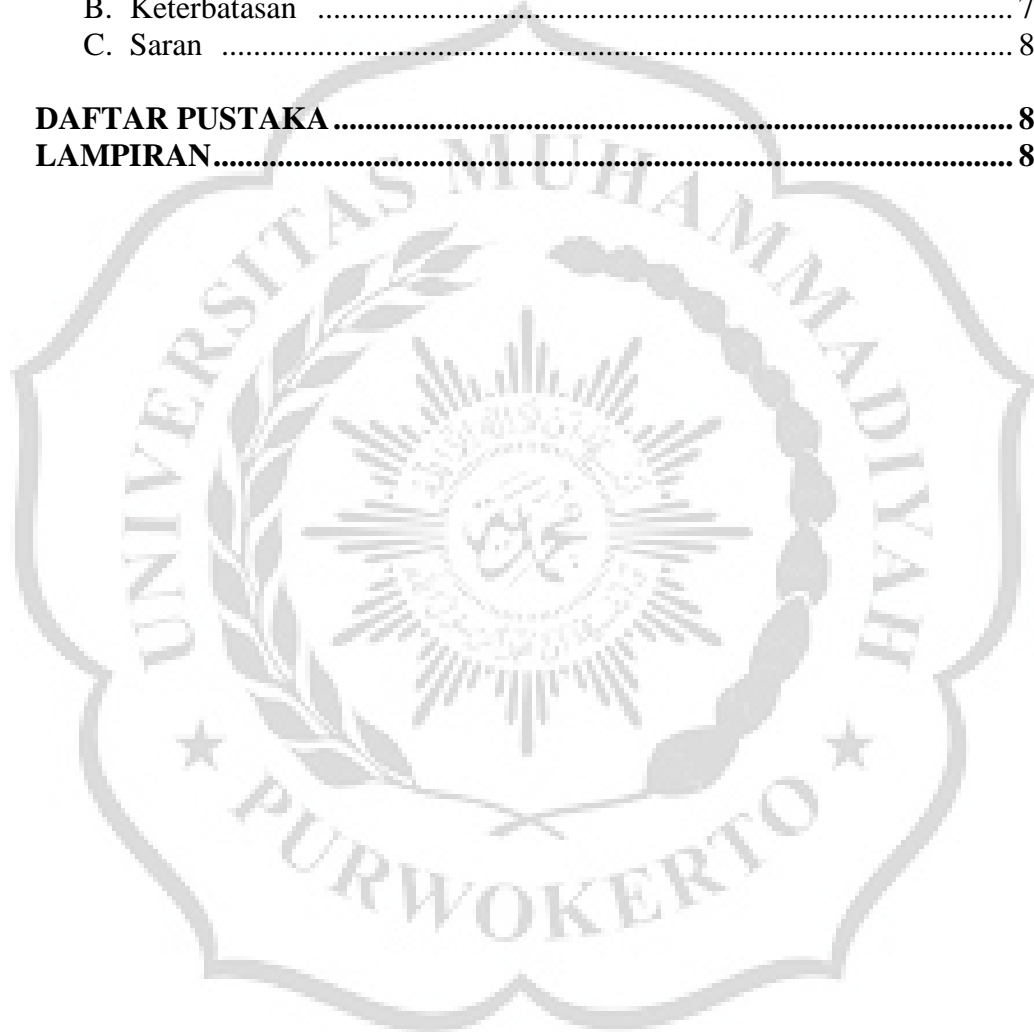 B. Keterbatasan ........................................................................................ 7
C. Saran .................................................................................................... 8
DAFTAR PUSTAKA ...................................................................................... 8
LAMPIRAN ..................................................................................................... 8
UNIVERSITAS MUHAMMADIYAH
★ PURWOKERTO ★